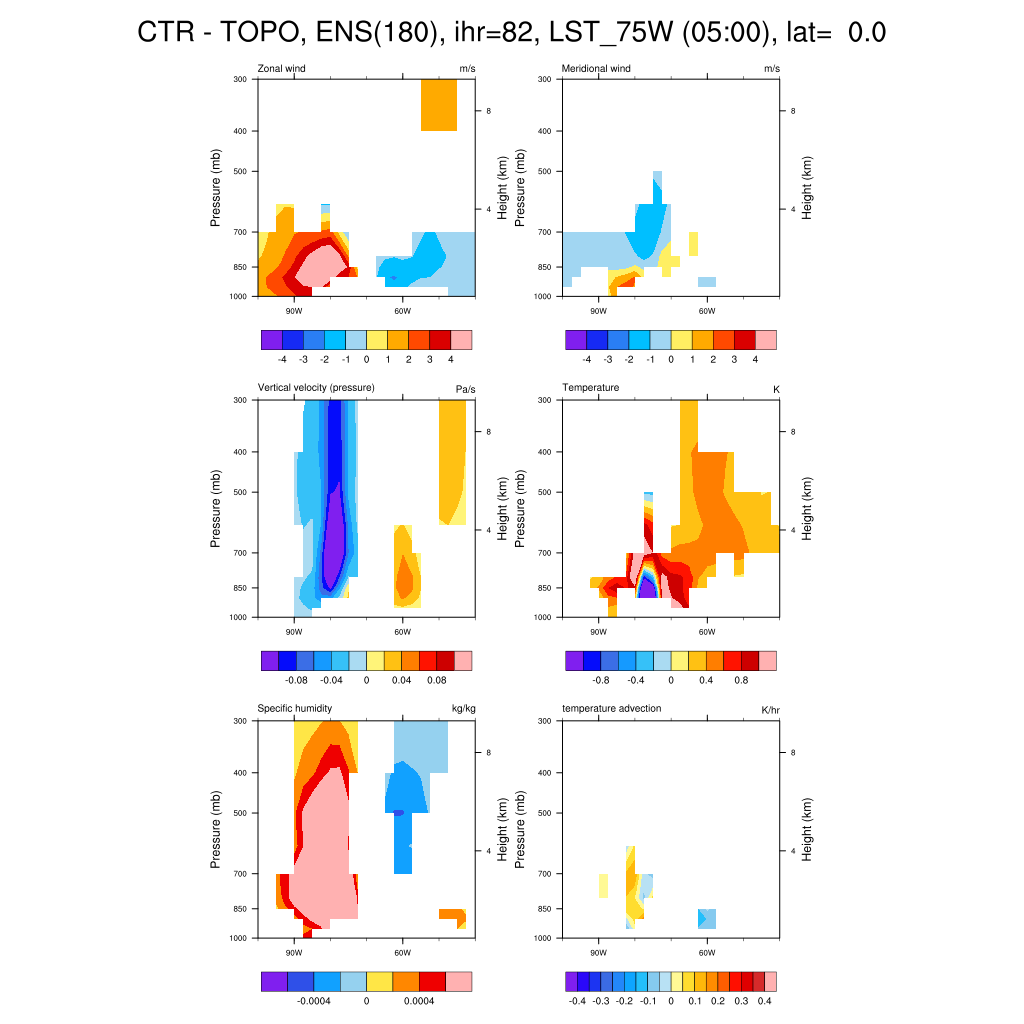 CTR - TOPO, ENS(180), ihr=82, LST_75W (05:00), lat= 0.0
Zonal wind m/s
Pressure (mb)
300
400
500
700
850
1000
8
4
Height (km)
90W 60W
-4 -3 -2 -1 0 1 2 3 4
Meridional wind m/s
Pressure (mb)
300
400
500
700
850
1000
8
4
Height (km)
90W 60W
-4 -3 -2 -1 0 1 2 3 4
Vertical velocity (pressure) Pa/s
Pressure (mb)
300
400
500
700
850
1000
8
4
Height (km)
90W 60W
-0.08 -0.04 0 0.04 0.08
Temperature K
Pressure (mb)
300
400
500
700
850
1000
8
4
Height (km)
90W 60W
-0.8 -0.4 0 0.4 0.8
Specific humidity kg/kg
Pressure (mb)
300
400
500
700
850
1000
8
4
Height (km)
90W 60W
-0.0004 0 0.0004
temperature advection K/hr
Pressure (mb)
300
400
500
700
850
1000
8
4
Height (km)
90W 60W
-0.4 -0.3 -0.2 -0.1 0 0.1 0.2 0.3 0.4